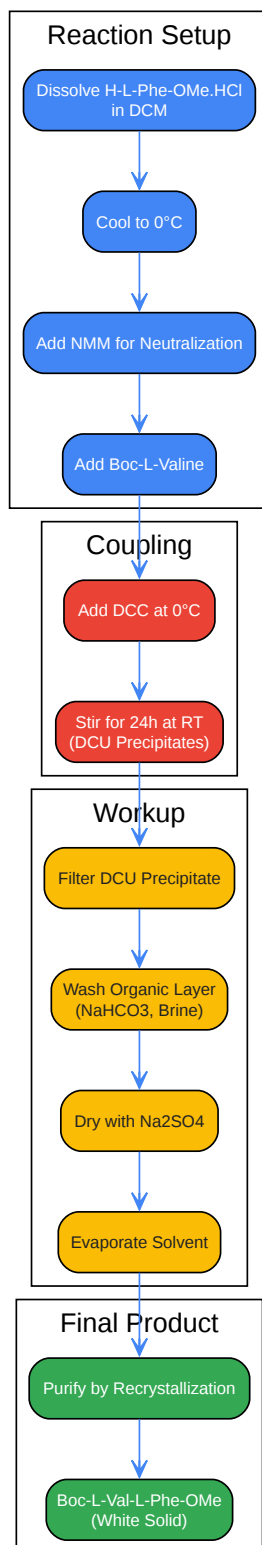 Reaction Setup
Dissolve H-L-Phe-OMe.HCl
in DCM
Cool to 0°C
Add NMM for Neutralization
Add Boc-L-Valine
Coupling
Add DCC at 0°C
Stir for 24h at RT
(DCU Precipitates)
Workup
Filter DCU Precipitate
Wash Organic Layer
(NaHCO3, Brine)
Dry with Na2SO4
Evaporate Solvent
Final Product
Purify by Recrystallization
Boc-L-Val-L-Phe-OMe
(White Solid)